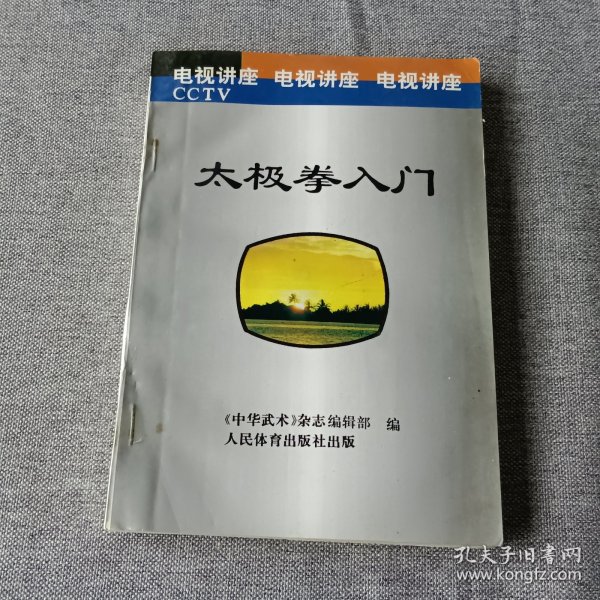 电视讲座 电视讲座 电视讲座
CCTV
太极拳入门
《中华武术》杂志编辑部 编
人民体育出版社出版
孔夫子旧书网
www.kongfz.com